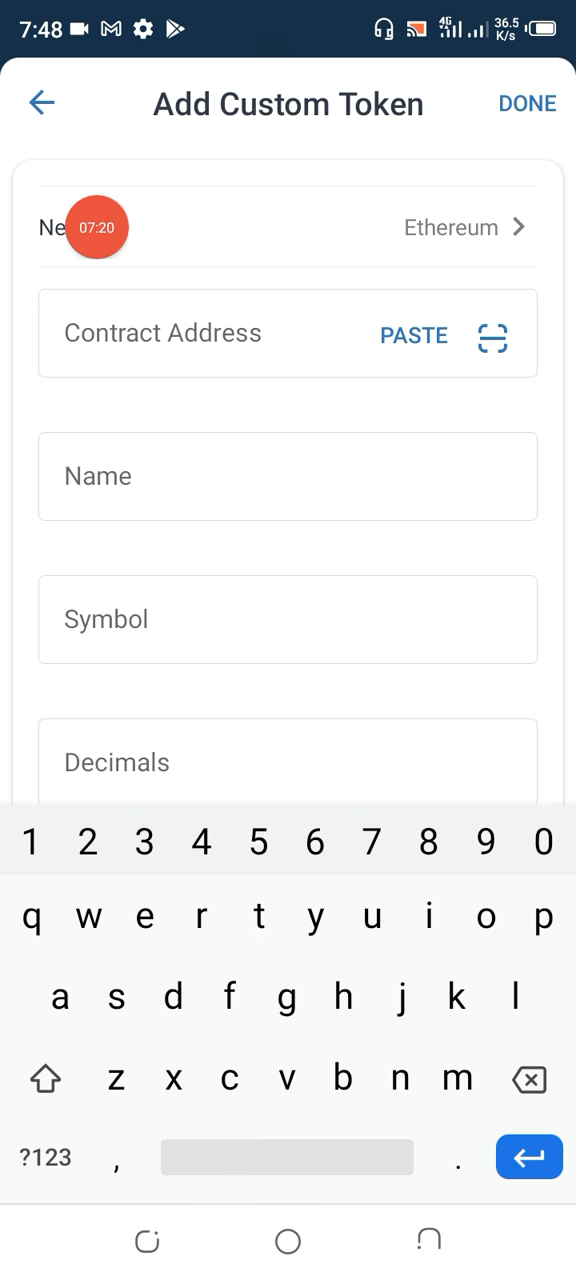 7:48 4G 36.5 K/s
Add Custom Token DONE
Ne 07:20 Ethereum
Contract Address PASTE
Name
Symbol
Decimals
1 2 3 4 5 6 7 8 9 0
q w e r t y u i o p
a s d f g h j k l
z x c v b n m
?123 , .